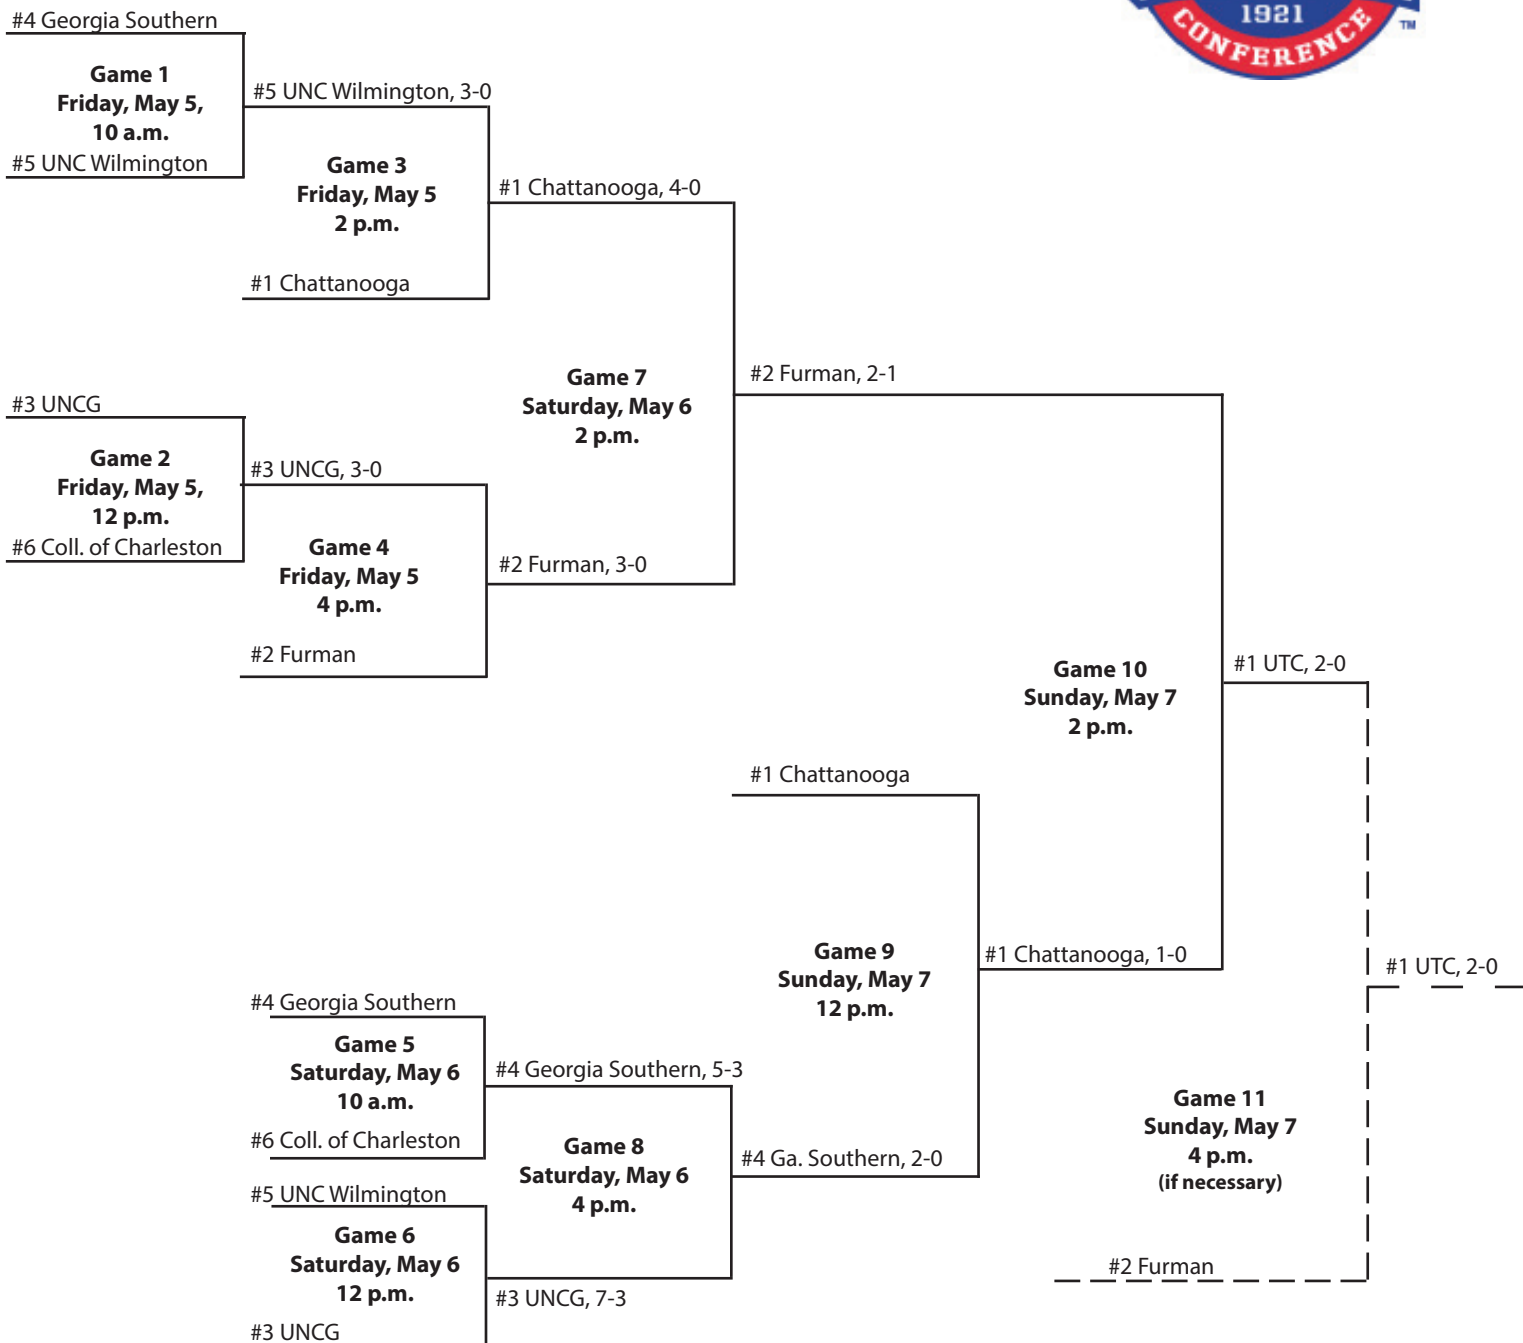 1921
CONFERENCE
TM
#4 Georgia Southern
Game 1
Friday, May 5,
10 a.m.
#5 UNC Wilmington
#5 UNC Wilmington, 3-0
Game 3
Friday, May 5
2 p.m.
#1 Chattanooga
#1 Chattanooga, 4-0
#3 UNCG
Game 2
Friday, May 5,
12 p.m.
#6 Coll. of Charleston
#3 UNCG, 3-0
Game 4
Friday, May 5
4 p.m.
#2 Furman
#2 Furman, 3-0
Game 7
Saturday, May 6
2 p.m.
#2 Furman, 2-1
Game 10
Sunday, May 7
2 p.m.
#1 UTC, 2-0
#1 Chattanooga
Game 9
Sunday, May 7
12 p.m.
#1 Chattanooga, 1-0
#1 UTC, 2-0
#4 Georgia Southern
Game 5
Saturday, May 6
10 a.m.
#6 Coll. of Charleston
#4 Georgia Southern, 5-3
Game 8
Saturday, May 6
4 p.m.
#4 Ga. Southern, 2-0
#5 UNC Wilmington
Game 6
Saturday, May 6
12 p.m.
#3 UNCG
#3 UNCG, 7-3
Game 11
Sunday, May 7
4 p.m.
(if necessary)
#2 Furman